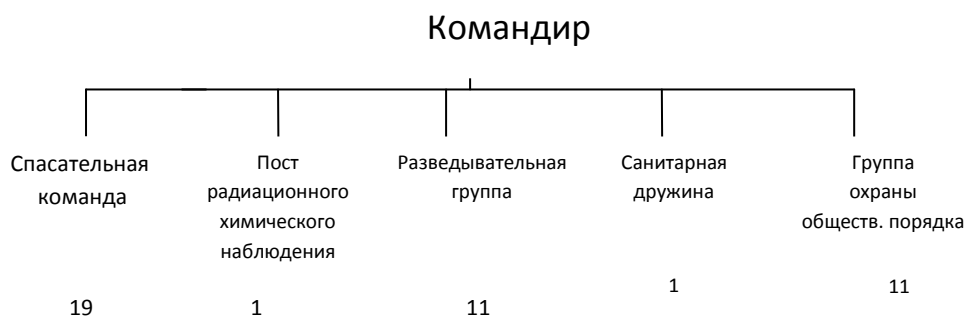 Командир
Спасательная
команда
Пост
радиационного
химического
наблюдения
Разведывательная
группа
Санитарная
дружина
Группа
охраны
обществ. порядка
19
1
11
1
11